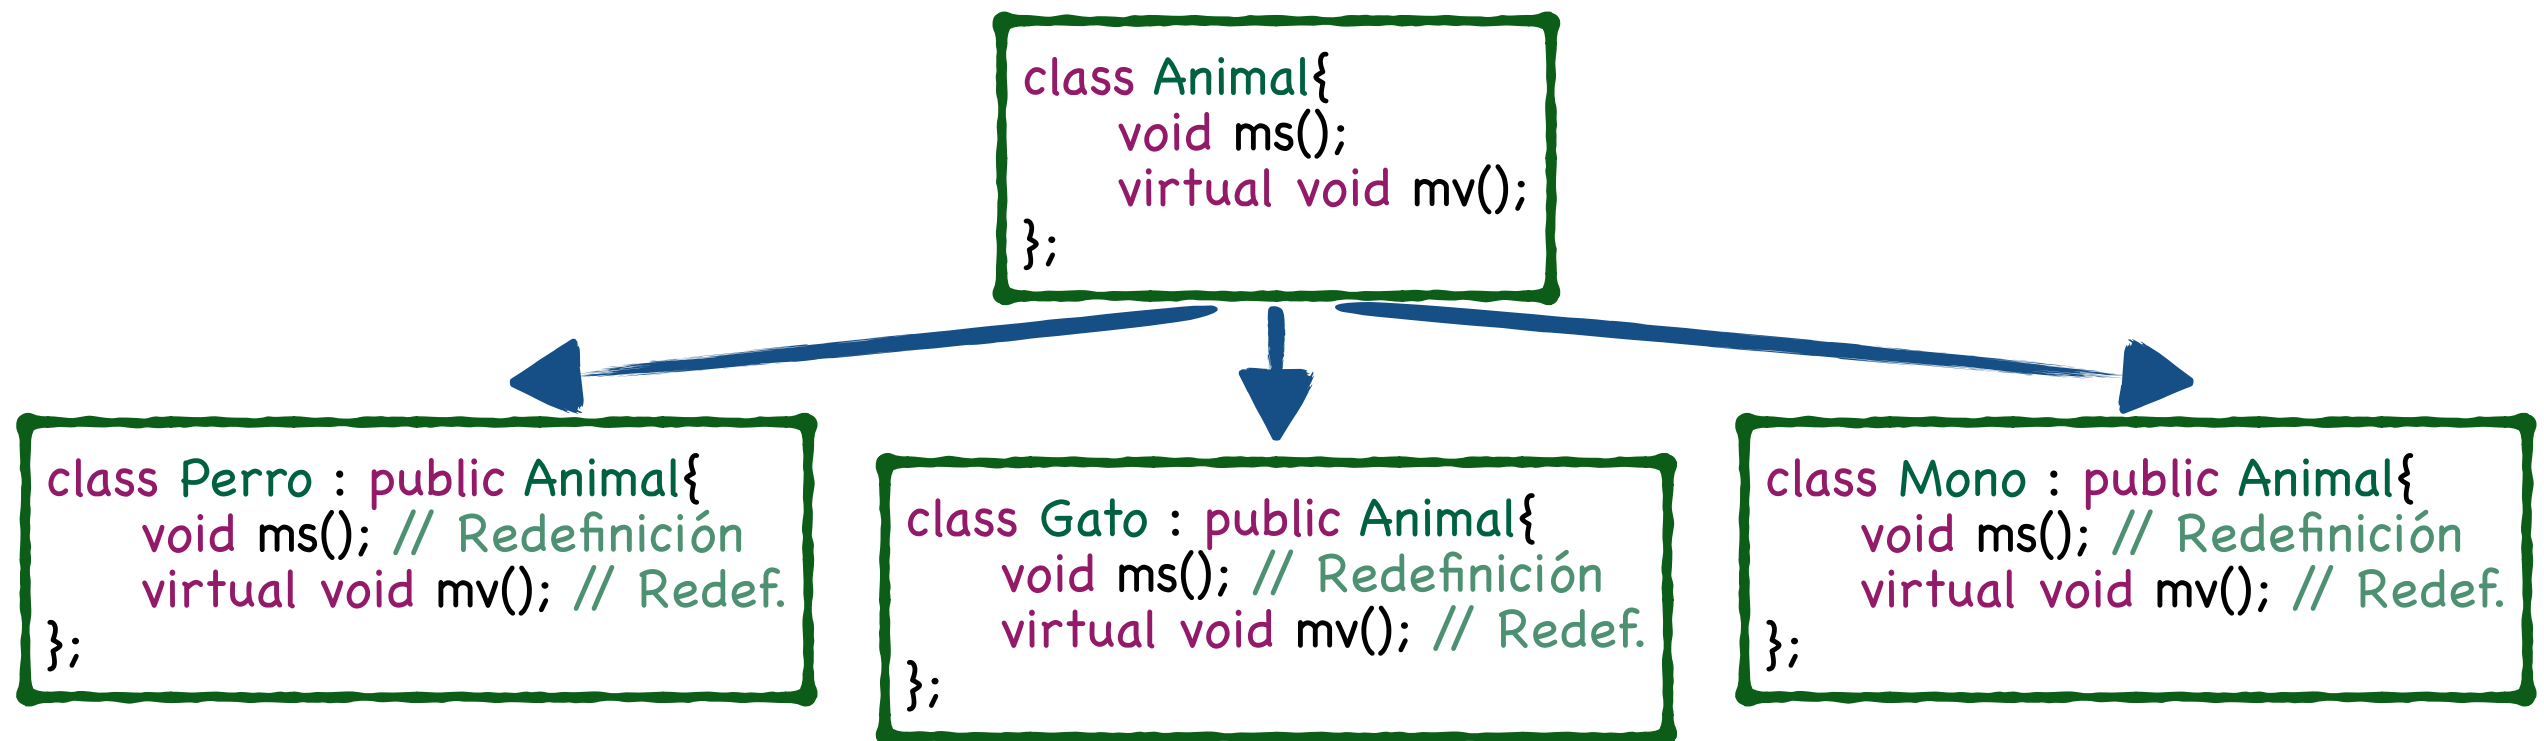 class Animal{
void ms();
virtual void mv();
};
class Perro : public Animal{
void ms(); // Redefinición
virtual void mv(); // Redef.
};
class Gato : public Animal{
void ms(); // Redefinición
virtual void mv(); // Redef.
};
class Mono : public Animal{
void ms(); // Redefinición
virtual void mv(); // Redef.
};